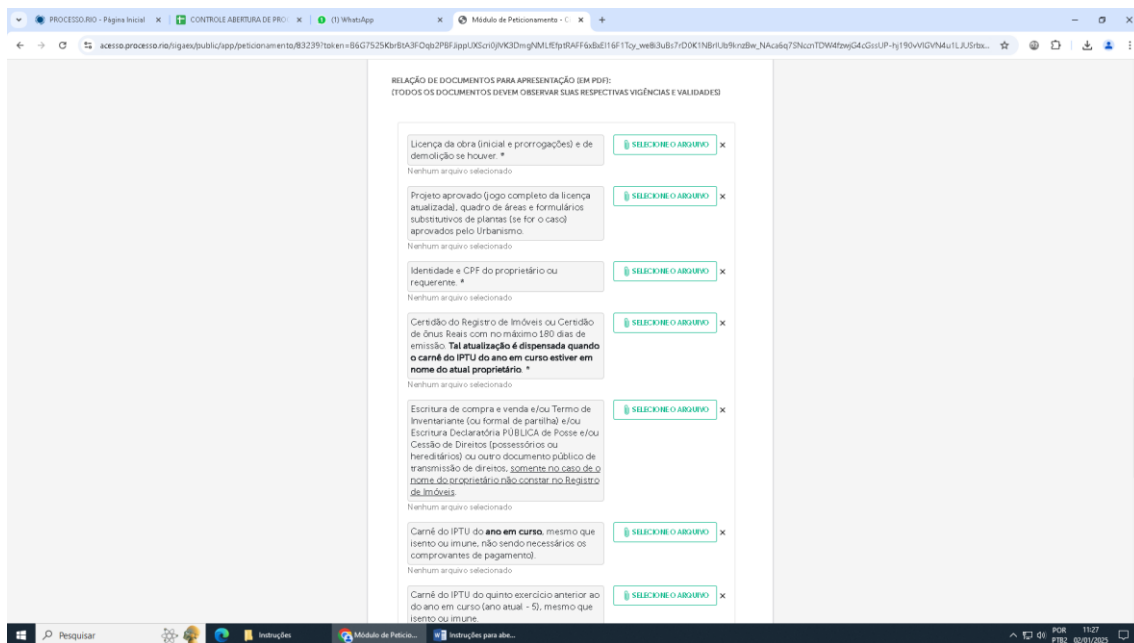 PROCESSO.RIO - Página Inicial
CONTROLE ABERTURA DE PRO
(1) WhatsApp
Módulo de Peticionamento - C
RELAÇÃO DE DOCUMENTOS PARA APRESENTAÇÃO (EM PDF):
(TODOS OS DOCUMENTOS DEVEM OBSERVAR SUAS RESPECTIVAS VIGÊNCIAS E VALIDADES)
Licença da obra (inicial e prorrogações) e de
demolição se houver. *
SELECIONE O ARQUIVO
Nenhum arquivo selecionado
Projeto aprovado (jogo completo da licença
atualizada), quadro de áreas e formulários
substitutivos de plantas (se for o caso)
aprovados pelo Urbanismo.
SELECIONE O ARQUIVO
Nenhum arquivo selecionado
Identidade e CPF do proprietário ou
requerente. *
SELECIONE O ARQUIVO
Nenhum arquivo selecionado
Certidão do Registro de Imóveis ou Certidão
de ônus Reais com no máximo 180 dias de
emissão. Tal atualização é dispensada quando
o carnê do IPTU do ano em curso estiver em
nome do atual proprietário. *
SELECIONE O ARQUIVO
Nenhum arquivo selecionado
Escritura de compra e venda e/ou Termo de
Inventariante (ou formal de partilha) e/ou
Escritura Declaratória PÚBLICA de Posse e/ou
Cessão de Direitos (possessórios ou
hereditários) ou outro documento público de
transmissão de direitos, somente no caso de o
nome do proprietário não constar no Registro
de Imóveis.
SELECIONE O ARQUIVO
Nenhum arquivo selecionado
Carnê do IPTU do ano em curso, mesmo que
isento ou imune, não sendo necessários os
comprovantes de pagamento).
SELECIONE O ARQUIVO
Nenhum arquivo selecionado
Carnê do IPTU do quinto exercício anterior ao
do ano em curso (ano atual - 5), mesmo que
isento ou imune.
SELECIONE O ARQUIVO
Pesquisar
Instruções
Módulo de Peticio...
Instruções para abe...
POR
PTB2
11:27
02/01/2025